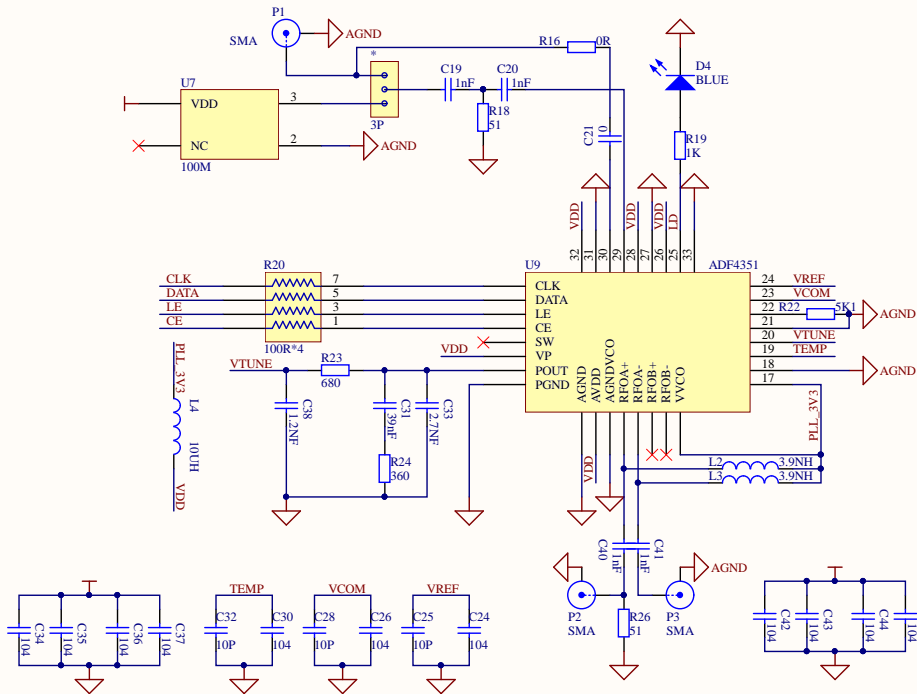 P1
SMA
AGND
R16
0R
*
3P
U7
VDD
NC
100M
3
2
AGND
C19
1nF
C20
1nF
R18
51
C21
0
D4
BLUE
R19
1K
VDD
VDD
VDD
LD
32
31
30
29
28
27
26
25
33
U9
ADF4351
R20
CLK
DATA
LE
CE
7
5
3
1
100R*4
CLK
DATA
LE
CE
SW
VP
POUT
PGND
AGND
AVDD
AGNDVCO
RFOA+
RFOA-
RFOB+
RFOB-
VVCO
24
23
22
21
20
19
18
17
VREF
VCOM
R22
5K1
AGND
VTUNE
TEMP
AGND
PLL_3V3
VDD
VTUNE
R23
680
C38
1.2NF
C31
39nF
C33
2.7NF
R24
360
PLL_3V3
L4
10UH
VDD
VDD
L2
3.9NH
L3
3.9NH
C40
1nF
C41
1nF
AGND
P2
SMA
R26
51
P3
SMA
C34
104
C35
104
C36
104
C37
104
TEMP
C32
10P
C30
104
VCOM
C28
10P
C26
104
VREF
C25
10P
C24
104
C42
104
C43
104
C44
104
104